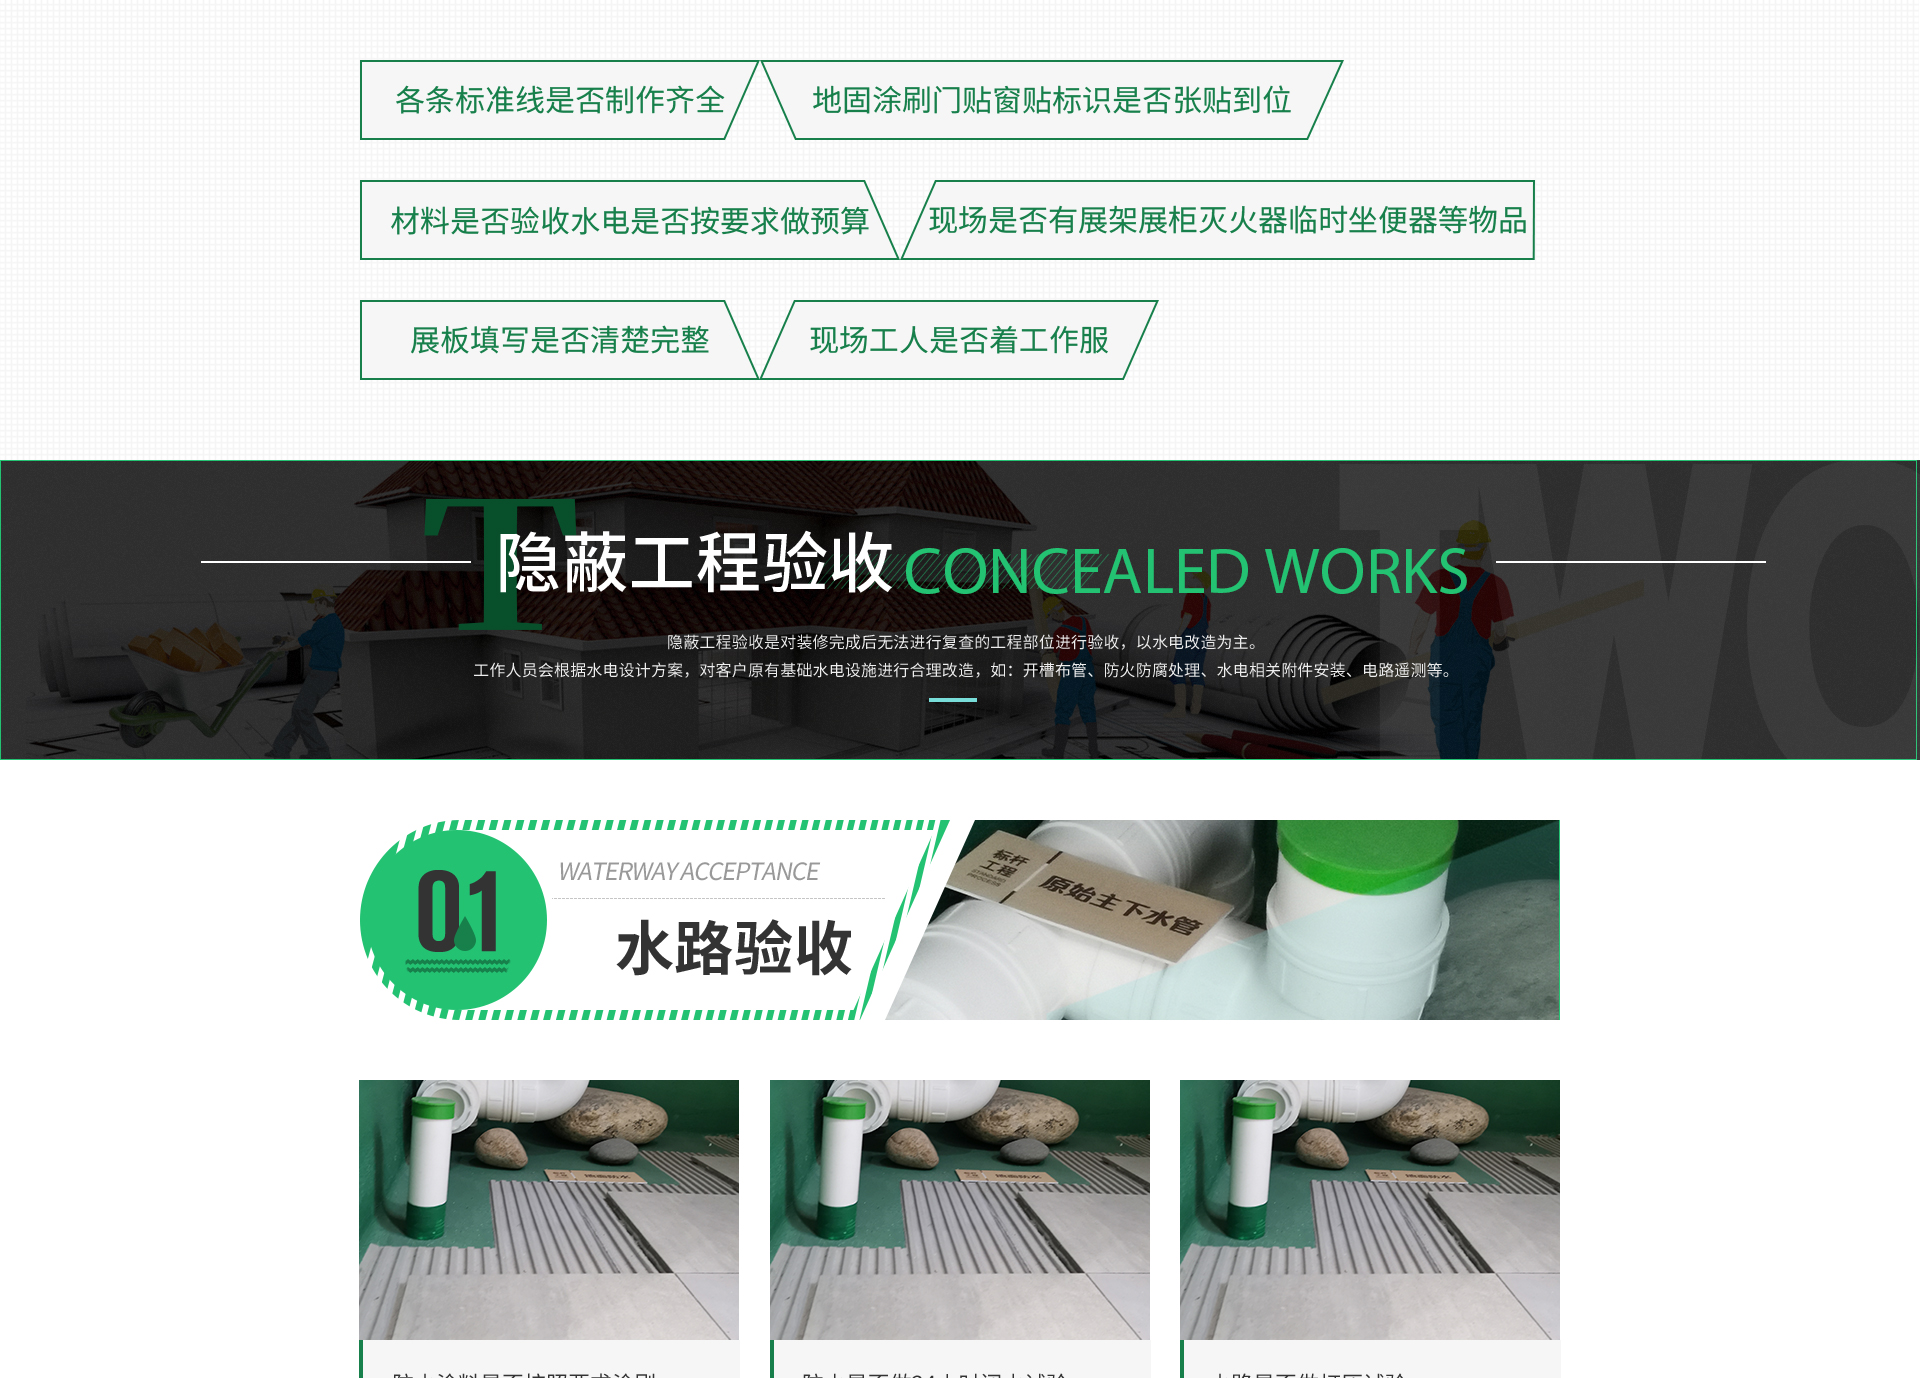 各条标准线是否制作齐全
地固涂刷门贴窗贴标识是否张贴到位
材料是否验收水电是否按要求做预算
现场是否有展架展柜灭火器临时坐便器等物品
展板填写是否清楚完整
现场工人是否着工作服
TWO
T
隐蔽工程验收 CONCEALED WORKS
隐蔽工程验收是对装修完成后无法进行复查的工程部位进行验收，以水电改造为主。
工作人员会根据水电设计方案，对客户原有基础水电设施进行合理改造，如：开槽布管、防火防腐处理、水电相关附件安装、电路遥测等。
01
WATERWAY ACCEPTANCE
水路验收
标杆
工程
STANDARD
PROCESS
原始主下水管